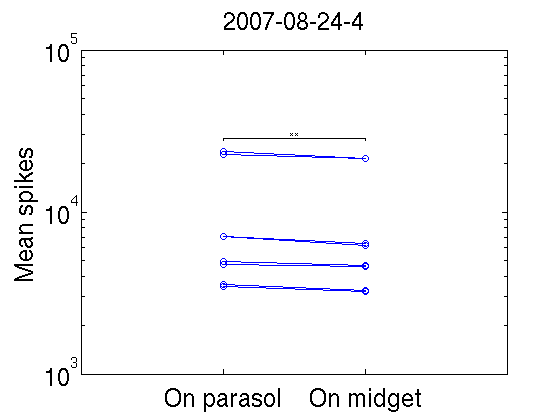 2007-08-24-4
10^5
**
10^4
Mean spikes
10^3
On parasol On midget